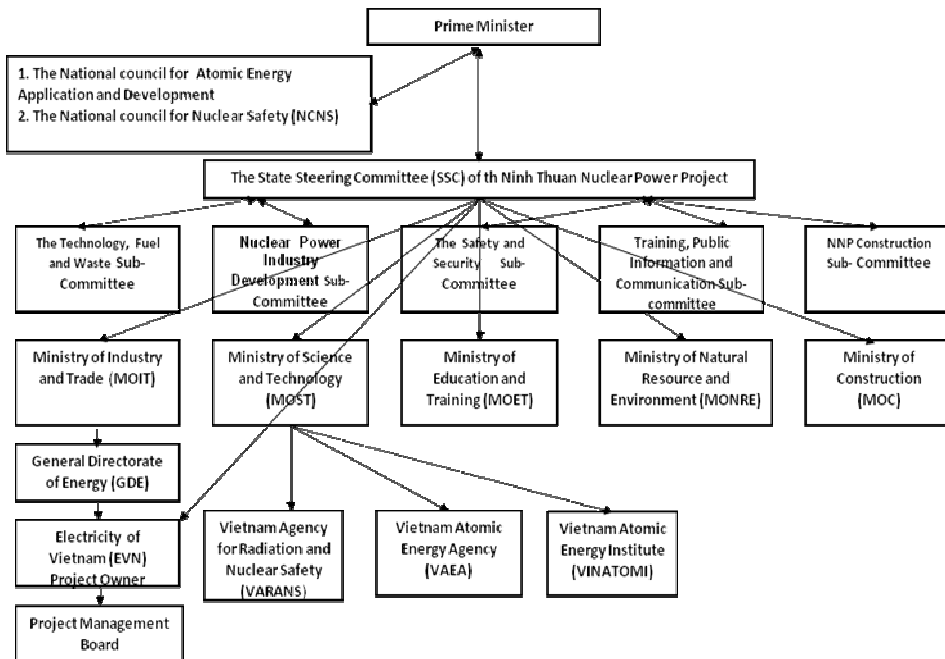 Prime Minister
1. The National council for Atomic Energy
Application and Development
2. The National council for Nuclear Safety (NCNS)
The State Steering Committee (SSC) of th Ninh Thuan Nuclear Power Project
The Technology, Fuel
and Waste Sub-
Committee
Nuclear Power
Industry
Development Sub-
Committee
The Safety and
Security Sub-
Committee
Training, Public
Information and
Communication Sub-
committee
NNP Construction
Sub- Committee
Ministry of Industry
and Trade (MOIT)
Ministry of Science
and Technology
(MOST)
Ministry of
Education and
Training (MOET)
Ministry of Natural
Resource and
Environment (MONRE)
Ministry of
Construction
(MOC)
General Directorate
of Energy (GDE)
Electricity of
Vietnam (EVN)
Project Owner
Vietnam Agency
for Radiation and
Nuclear Safety
(VARANS)
Vietnam Atomic
Energy Agency
(VAEA)
Vietnam Atomic
Energy Institute
(VINATOMI)
Project Management
Board